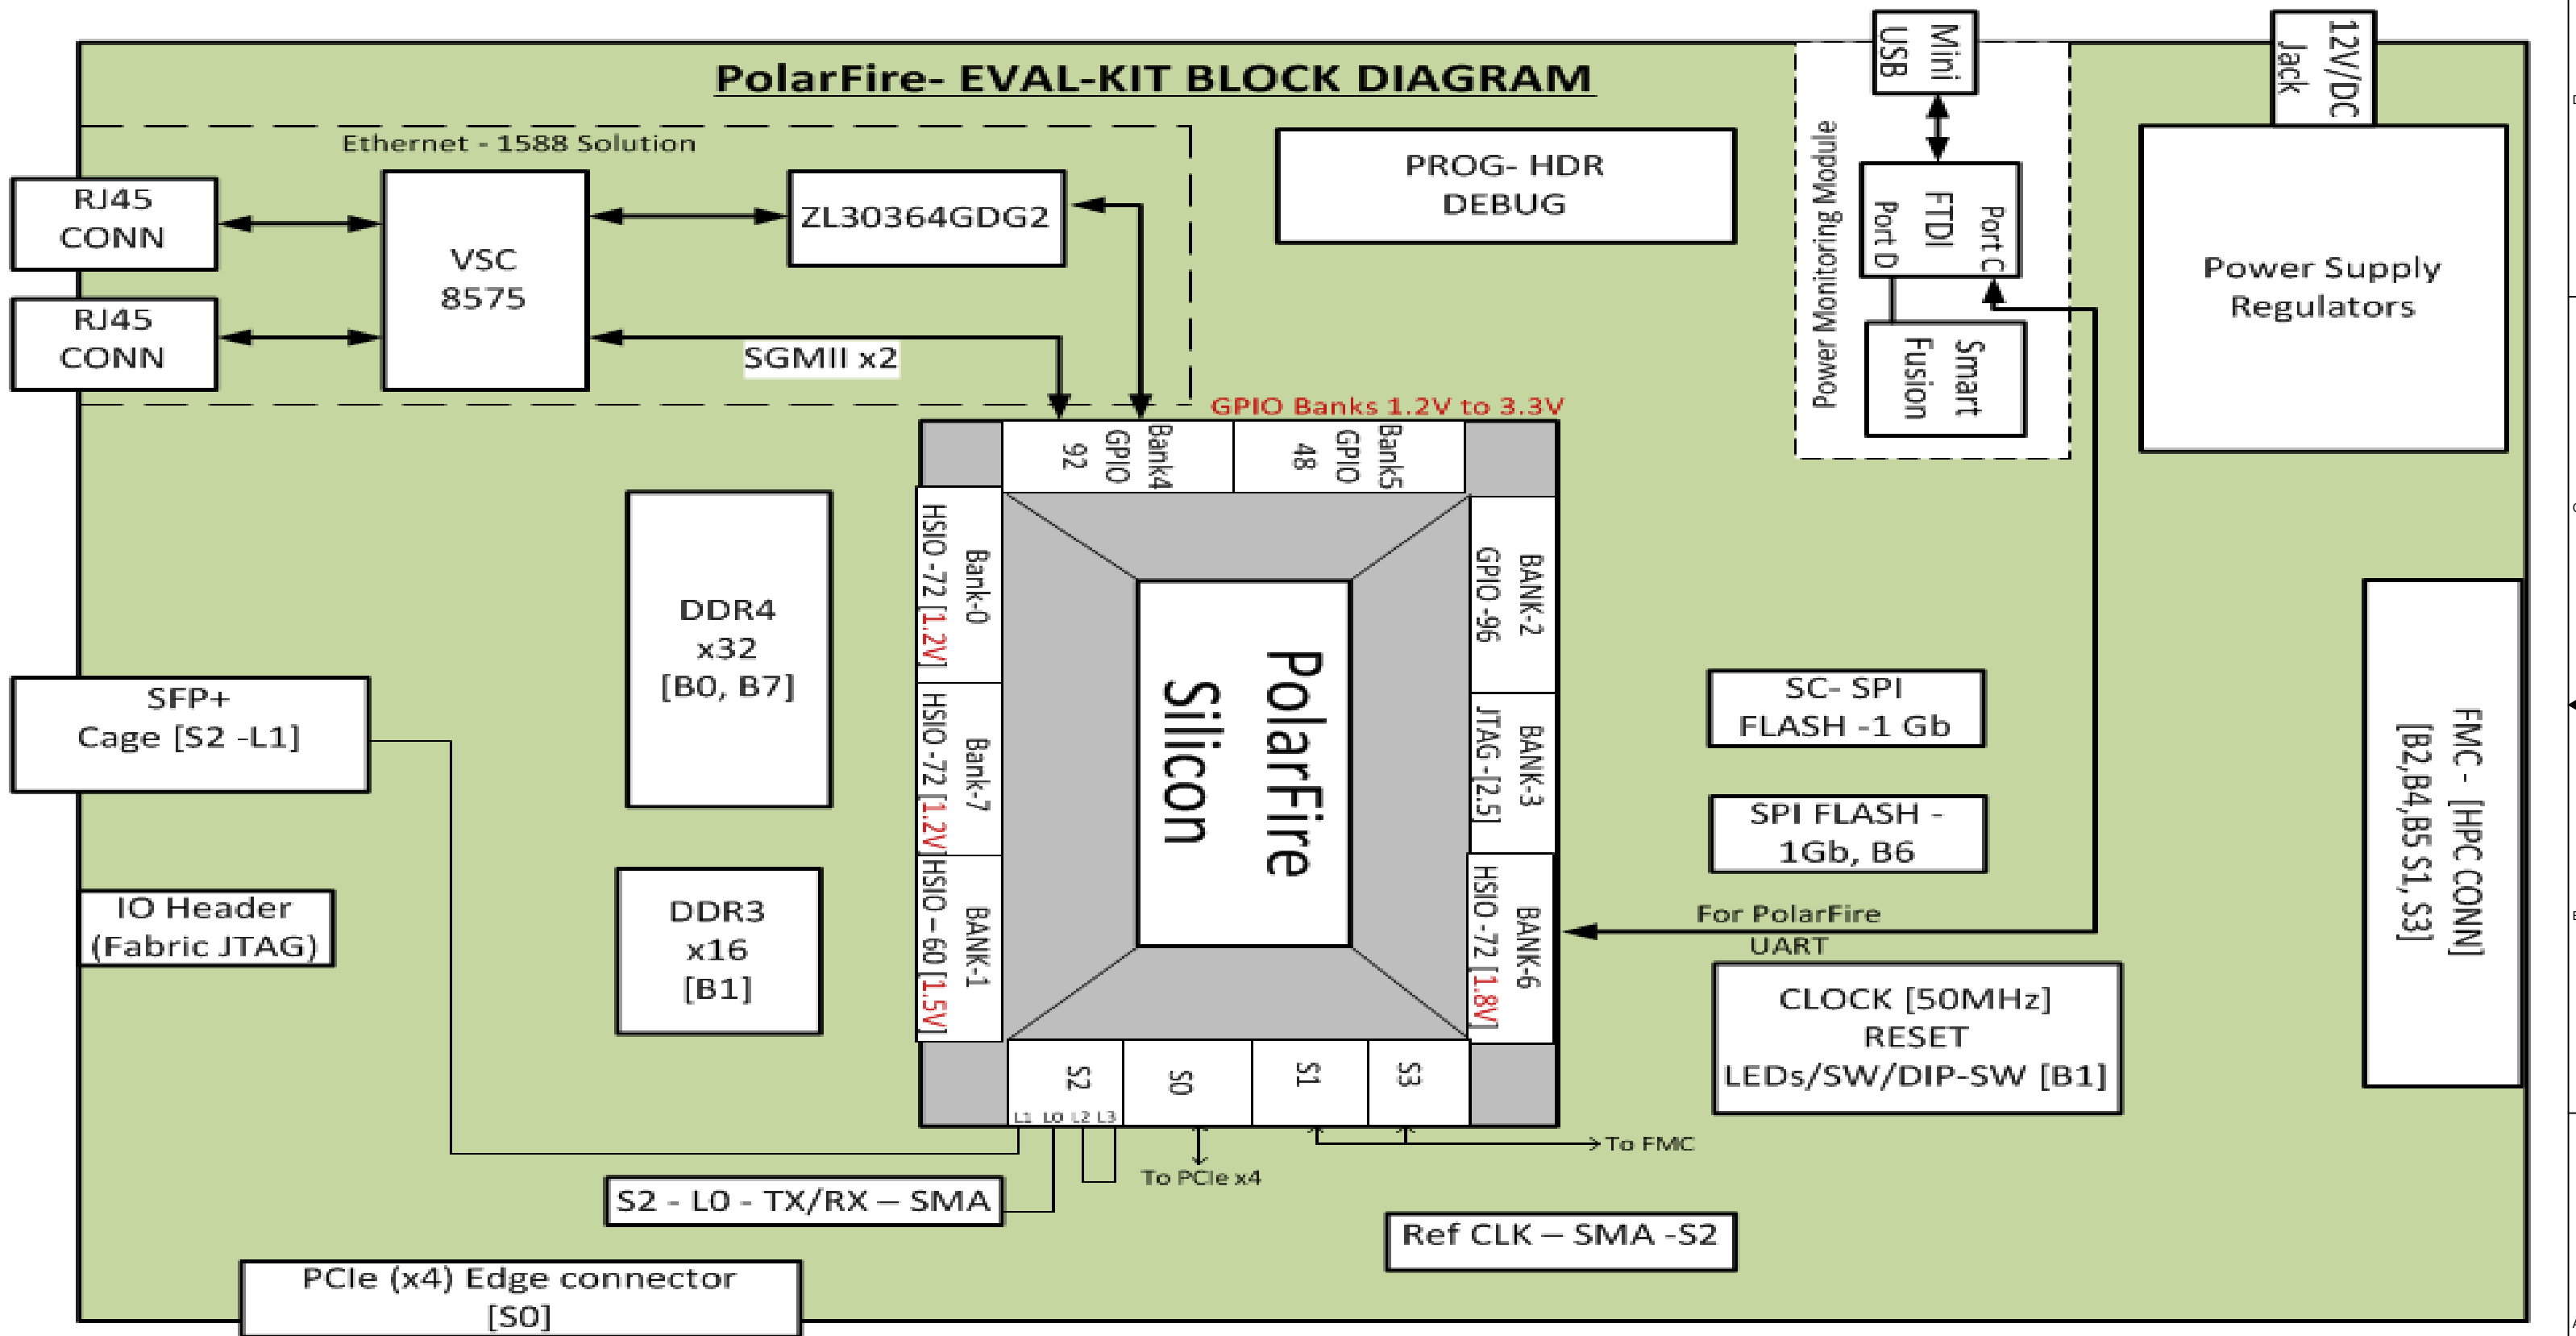 PolarFire- EVAL-KIT BLOCK DIAGRAM
Mini
USB
12V/DC
Jack
Ethernet - 1588 Solution
RJ45
CONN
RJ45
CONN
VSC
8575
ZL30364GDG2
SGMII x2
PROG- HDR
DEBUG
Power Monitoring Module
Port C
FTDI
Port D
Smart
Fusion
Power Supply
Regulators
GPIO Banks 1.2V to 3.3V
Bank4
GPIO
92
Bank5
GPIO
48
Bank-0
HSIO -72 [1.2V]
Bank-7
HSIO -72 [1.2V]
BANK-1
HSIO – 60 [1.5V]
BANK-2
GPIO -96
BANK-3
JTAG -[2.5]
BANK-6
HSIO -72 [1.8V]
PolarFire
Silicon
DDR4
x32
[B0, B7]
DDR3
x16
[B1]
SFP+
Cage [S2 -L1]
IO Header
(Fabric JTAG)
SC- SPI
FLASH -1 Gb
SPI FLASH -
1Gb, B6
For PolarFire
UART
CLOCK [50MHz]
RESET
LEDs/SW/DIP-SW [B1]
FMC - [HPC CONN]
[B2,B4,B5 S1, S3]
S2
S0
S1
S3
L1 L0 L2 L3
To FMC
To PCIe x4
S2 - L0 - TX/RX – SMA
Ref CLK – SMA -S2
PCIe (x4) Edge connector
[S0]